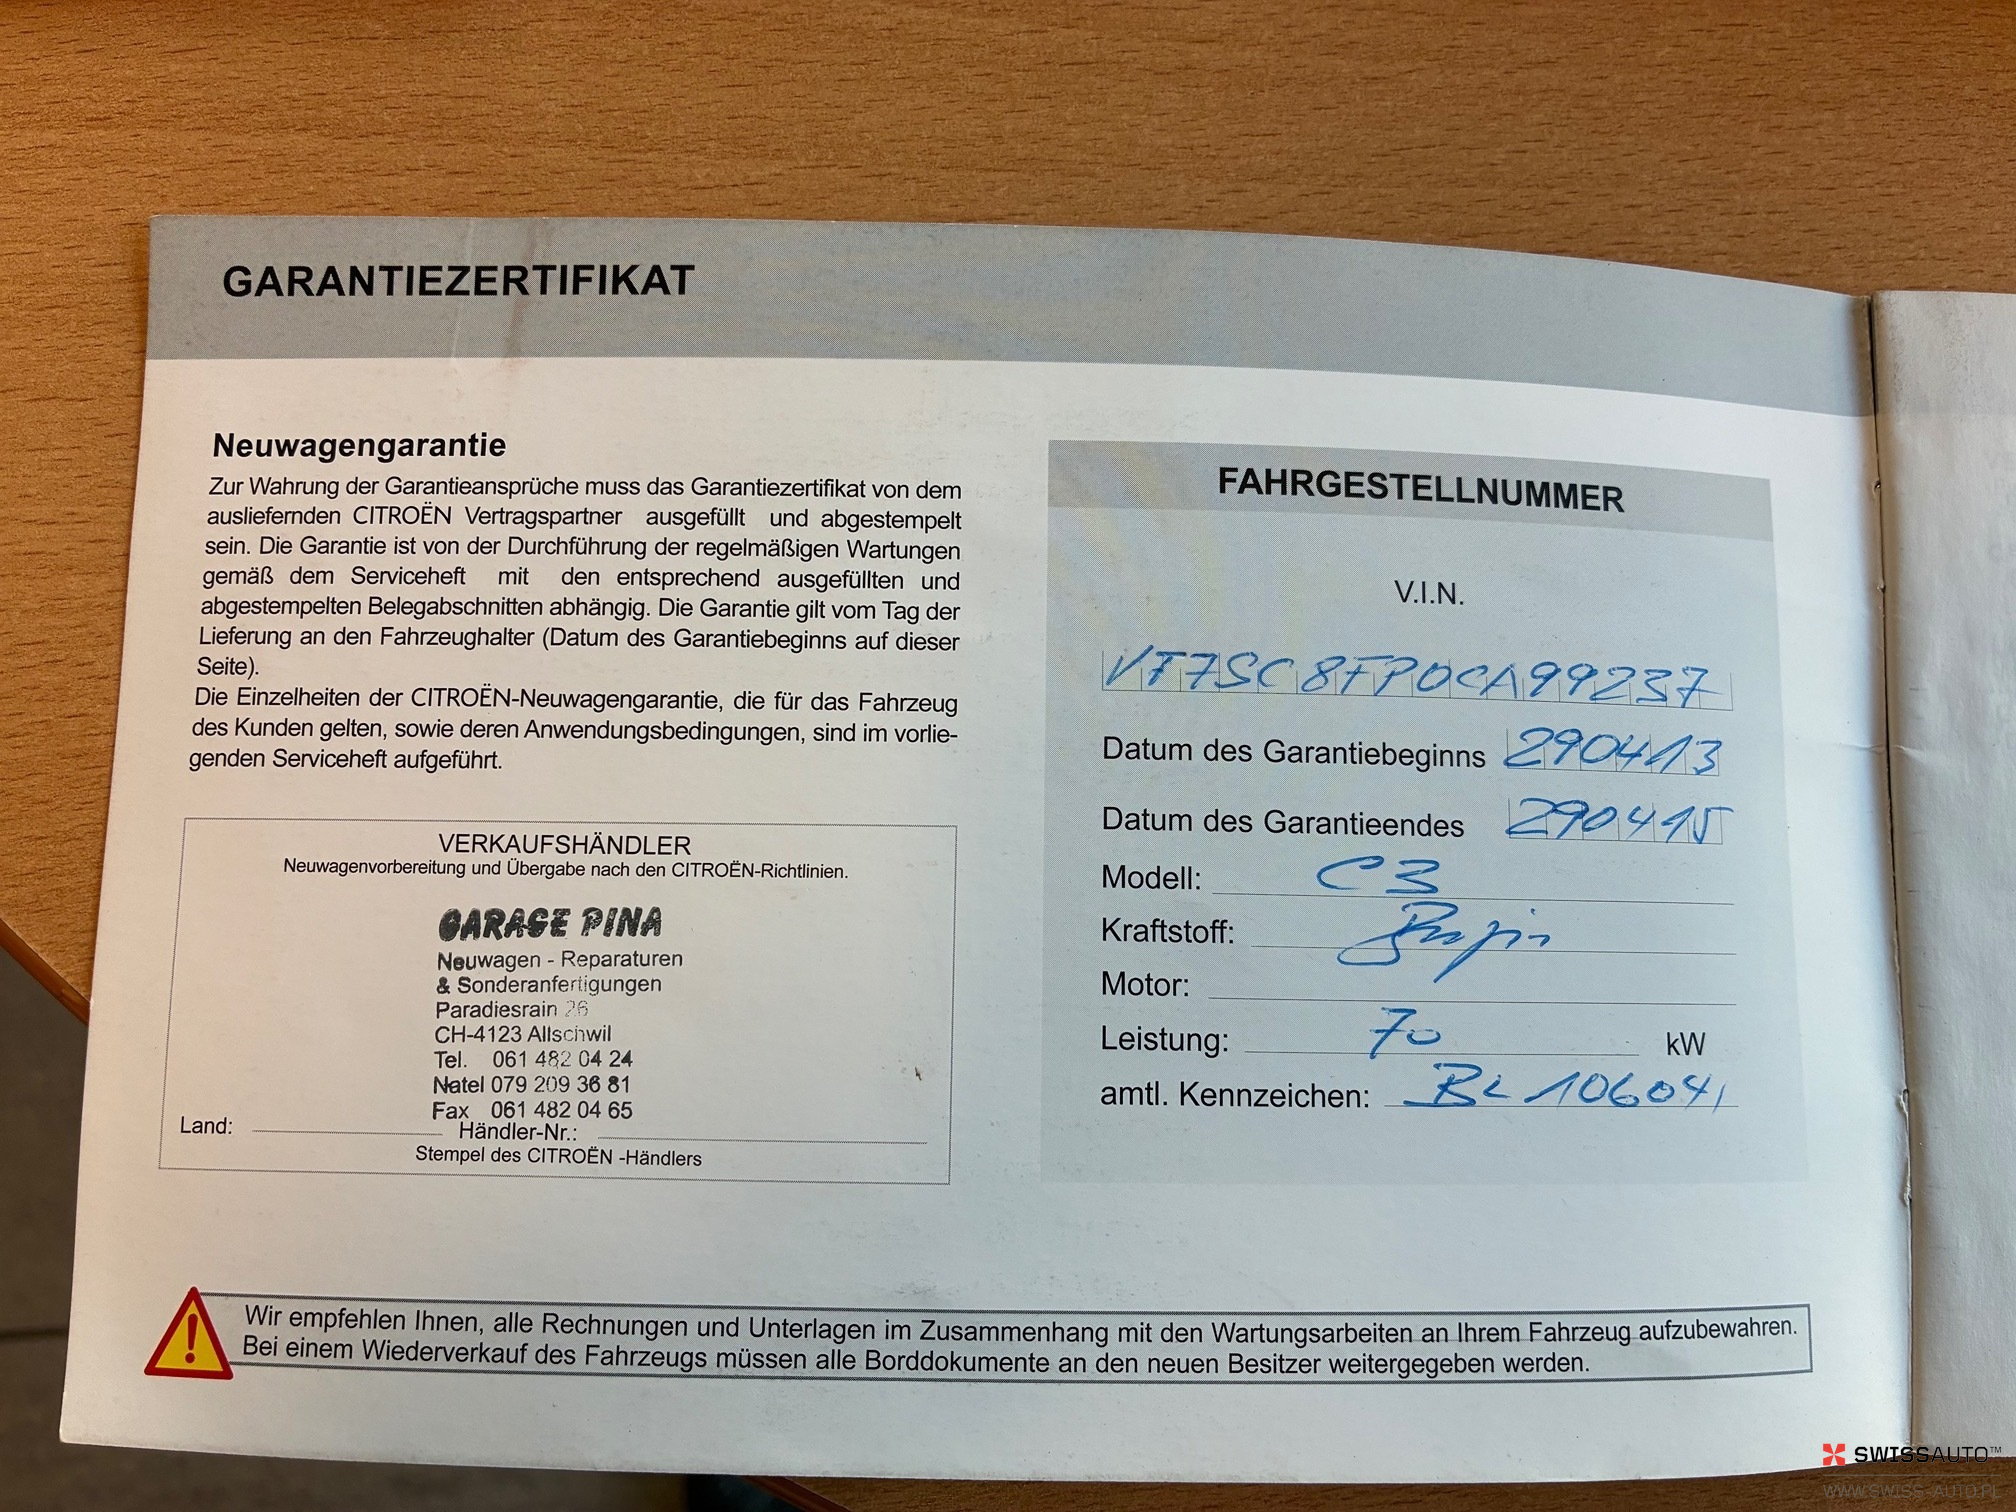 GARANTIEZERTIFIKAT
Neuwagengarantie
Zur Wahrung der Garantieansprüche muss das Garantiezertifikat von dem
ausliefernden CITROËN Vertragspartner ausgefüllt und abgestempelt
sein. Die Garantie ist von der Durchführung der regelmäßigen Wartungen
gemäß dem Serviceheft mit den entsprechend ausgefüllten und
abgestempelten Belegabschnitten abhängig. Die Garantie gilt vom Tag der
Lieferung an den Fahrzeughalter (Datum des Garantiebeginns auf dieser
Seite).
Die Einzelheiten der CITROËN-Neuwagengarantie, die für das Fahrzeug
des Kunden gelten, sowie deren Anwendungsbedingungen, sind im vorlie-
genden Serviceheft aufgeführt.
VERKAUFSHÄNDLER
Neuwagenvorbereitung und Übergabe nach den CITROËN-Richtlinien.
GARAGE PINA
Neuwagen - Reparaturen
& Sonderanfertigungen
Paradiesrain 26
CH-4123 Allschwil
Tel. 061 482 04 24
Natel 079 209 36 81
Fax 061 482 04 65
Land: Händler-Nr.:
Stempel des CITROËN -Händlers
FAHRGESTELLNUMMER
V.I.N.
VF7SC8FP0CA99237
Datum des Garantiebeginns 290413
Datum des Garantieendes 290415
Modell: C3
Kraftstoff: Benzin
Motor:
Leistung: 70 kW
amtl. Kennzeichen: BL 106041
Wir empfehlen Ihnen, alle Rechnungen und Unterlagen im Zusammenhang mit den Wartungsarbeiten an Ihrem Fahrzeug aufzubewahren.
Bei einem Wiederverkauf des Fahrzeugs müssen alle Borddokumente an den neuen Besitzer weitergegeben werden.
SWISSAUTO™
WWW.SWISS-AUTO.PL